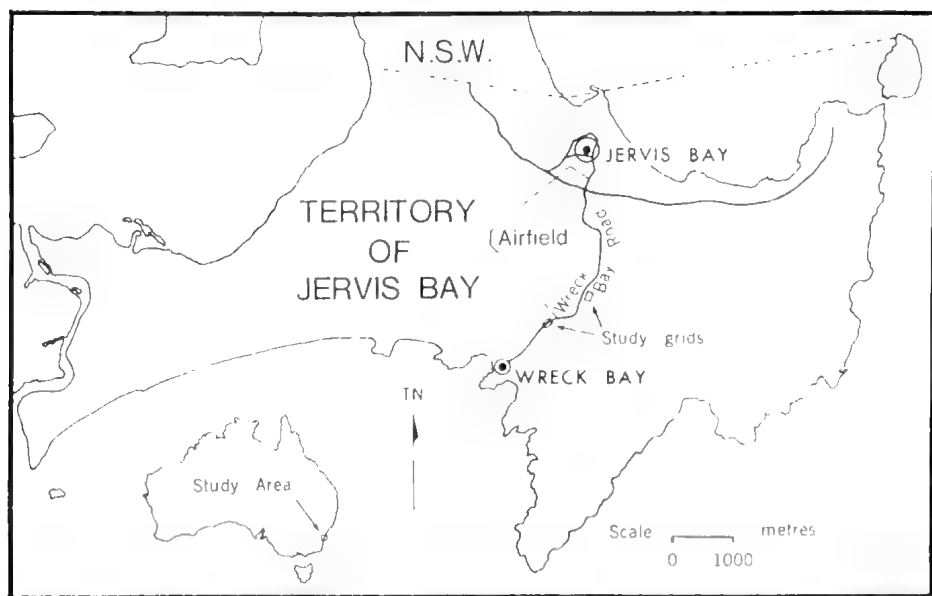 N.S.W.
JERVIS BAY
TERRITORY
OF
JERVIS BAY
Airfield
Wreck Bay Road
Study grids
WRECK BAY
TN
Study Area
Scale metres
0 1000